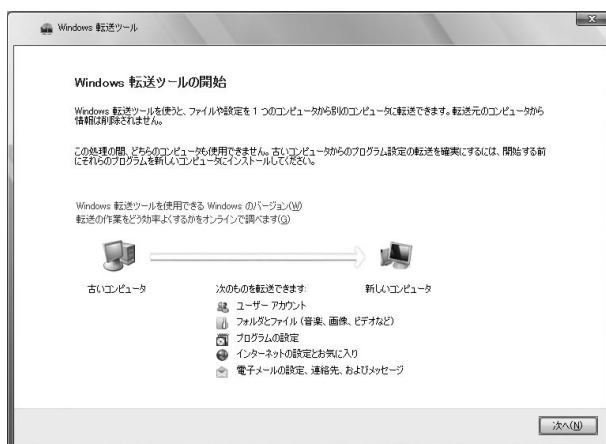 Windows 転送ツール
Windows 転送ツールの開始
Windows 転送ツールを使うと、ファイルや設定を 1 つのコンピュータから別のコンピュータに転送できます。転送元のコンピュータから
情報は削除されません。
この処理の間、どちらのコンピュータも使用できません。古いコンピュータからのプログラム設定の転送を確実にするには、開始する前
にそれらのプログラムを新しいコンピュータにインストールしてください。
Windows 転送ツールを使用できる Windows のバージョン(W)
転送の作業をどう効率よくするかをオンラインで調べます(G)
古いコンピュータ
次のものを転送できます:
新しいコンピュータ
ユーザー アカウント
フォルダとファイル (音楽、画像、ビデオなど)
プログラムの設定
インターネットの設定とお気に入り
電子メールの設定、連絡先、およびメッセージ
次へ(N)